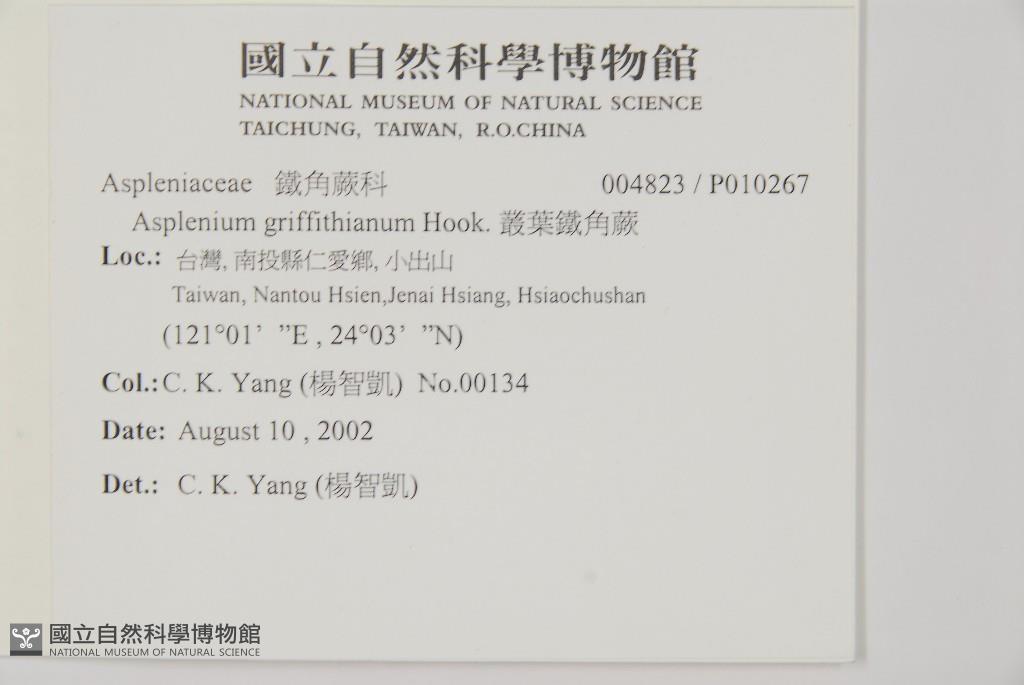 國立自然科學博物館
NATIONAL MUSEUM OF NATURAL SCIENCE
TAICHUNG, TAIWAN, R.O.CHINA
Aspleniaceae 鐵角蕨科 004823 / P010267
Asplenium griffithianum Hook. 叢葉鐵角蕨
Loc.: 台灣, 南投縣仁愛鄉, 小出山
Taiwan, Nantou Hsien,Jenai Hsiang, Hsiaochushan
(121°01’ ”E , 24°03’ ”N)
Col.:C. K. Yang (楊智凱) No.00134
Date: August 10 , 2002
Det.: C. K. Yang (楊智凱)
國立自然科學博物館
NATIONAL MUSEUM OF NATURAL SCIENCE